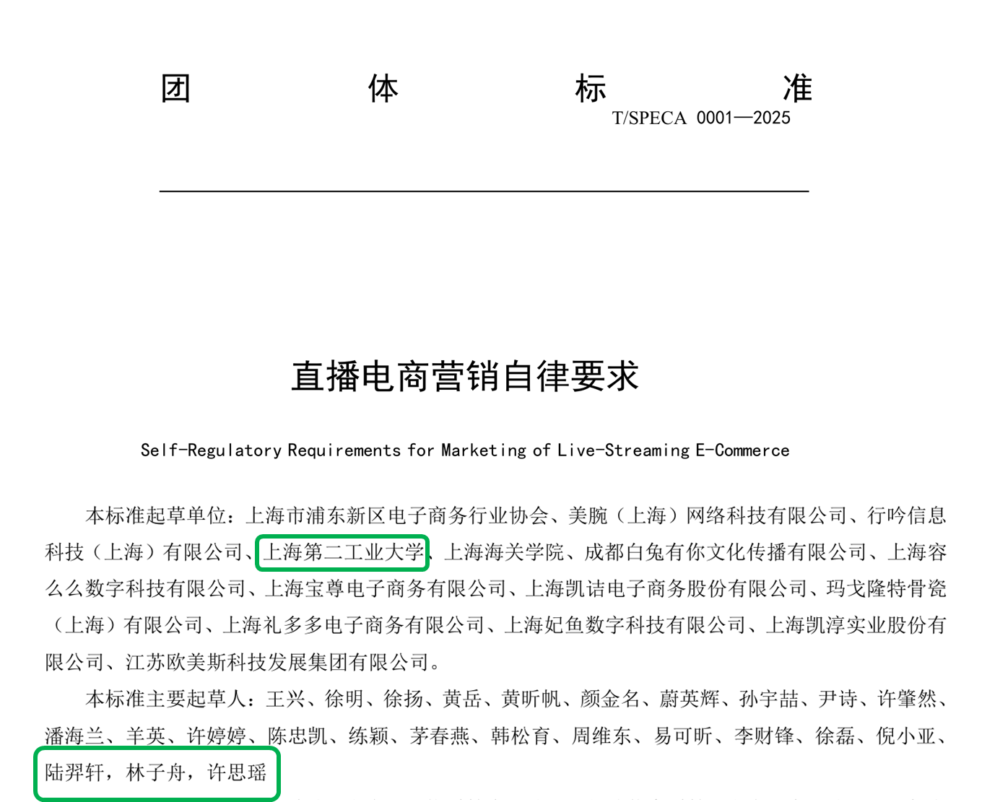 团 体 标 准
T/SPECA 0001—2025
直播电商营销自律要求
Self-Regulatory Requirements for Marketing of Live-Streaming E-Commerce
本标准起草单位：上海市浦东新区电子商务行业协会、美腕（上海）网络科技有限公司、行吟信息
科技（上海）有限公司、上海第二工业大学、上海海关学院、成都白兔有你文化传播有限公司、上海容
么么数字科技有限公司、上海宝尊电子商务有限公司、上海凯诘电子商务股份有限公司、玛戈隆特骨瓷
（上海）有限公司、上海礼多多电子商务有限公司、上海妃鱼数字科技有限公司、上海凯淳实业股份有
限公司、江苏欧美斯科技发展集团有限公司。
本标准主要起草人：王兴、徐明、徐扬、黄岳、黄昕帆、颜金名、蔚英辉、孙宇喆、尹诗、许肇然、
潘海兰、羊英、许婷婷、陈忠凯、练颖、茅春燕、韩松育、周维东、易可昕、李财锋、徐磊、倪小亚、
陆羿轩，林子舟，许思瑶